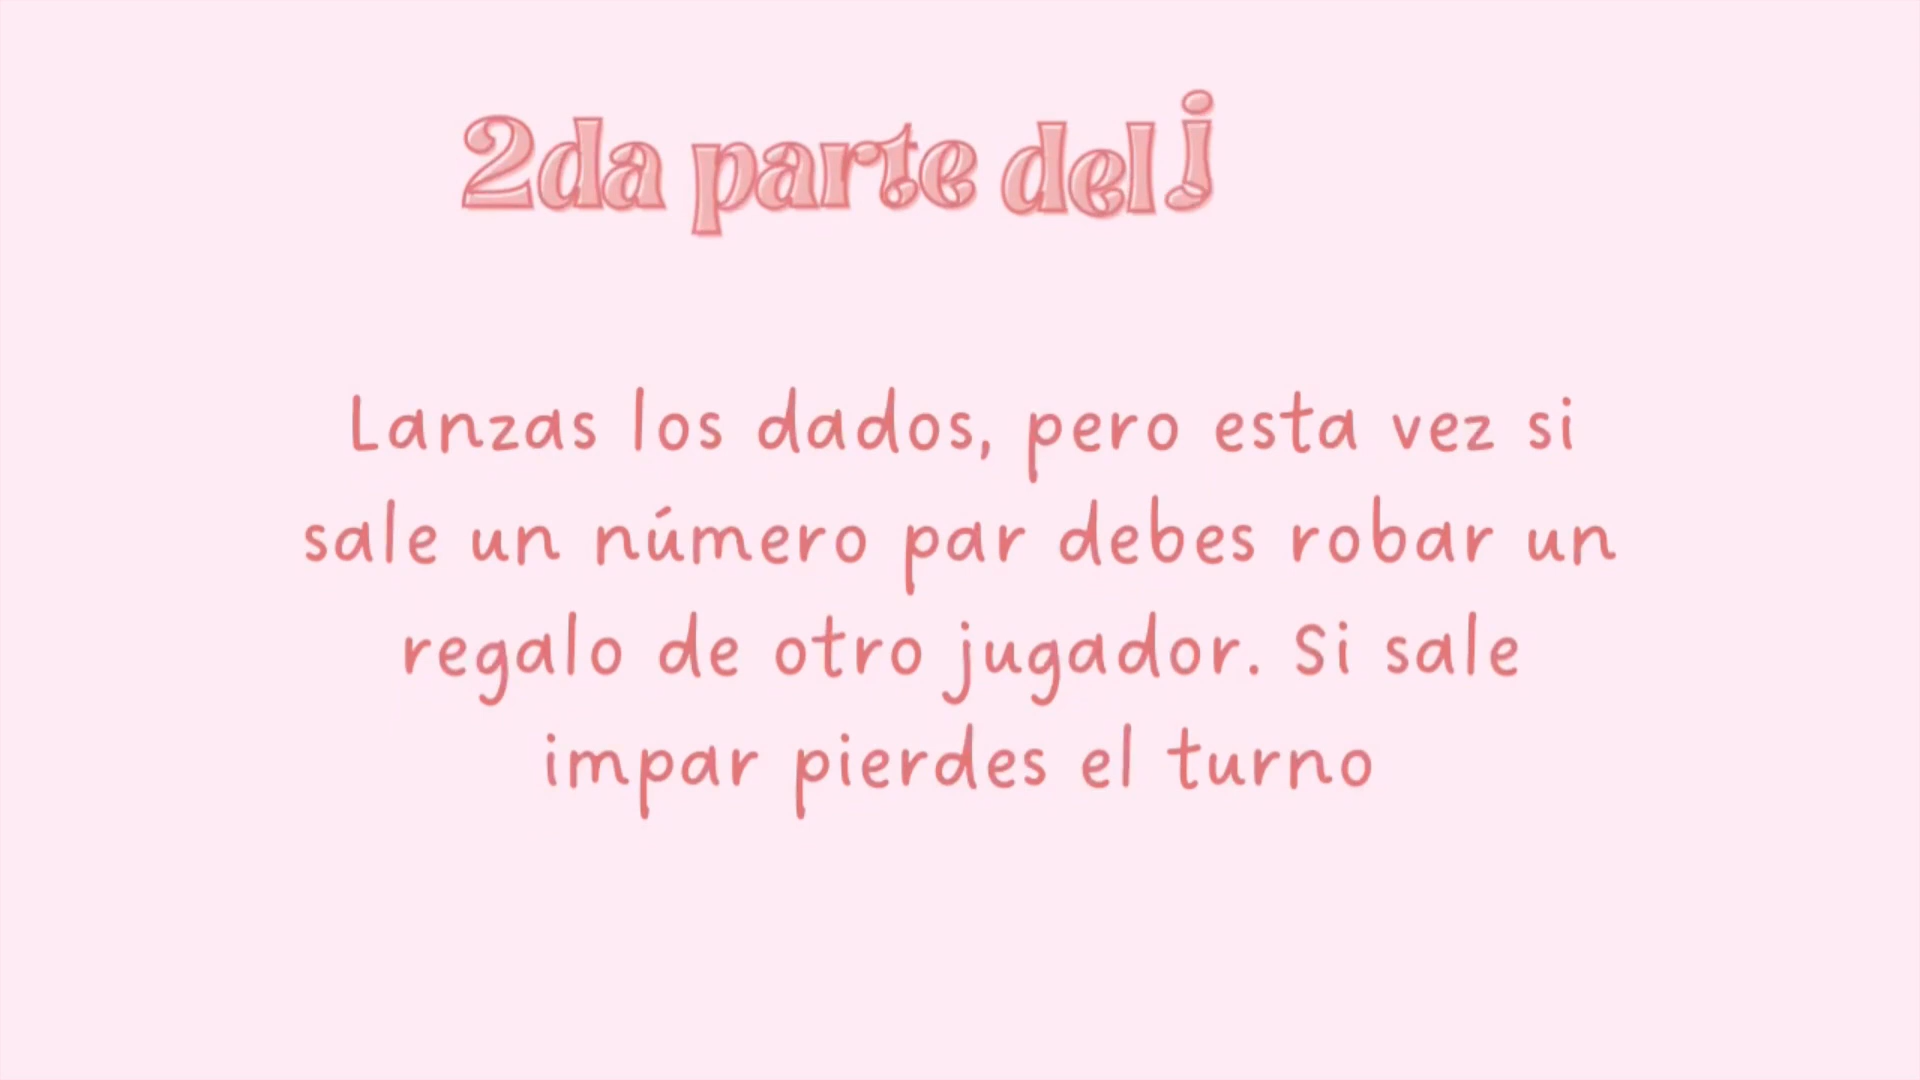 2da parte del j
Lanzas los dados, pero esta vez si
sale un número par debes robar un
regalo de otro jugador. Si sale
impar pierdes el turno